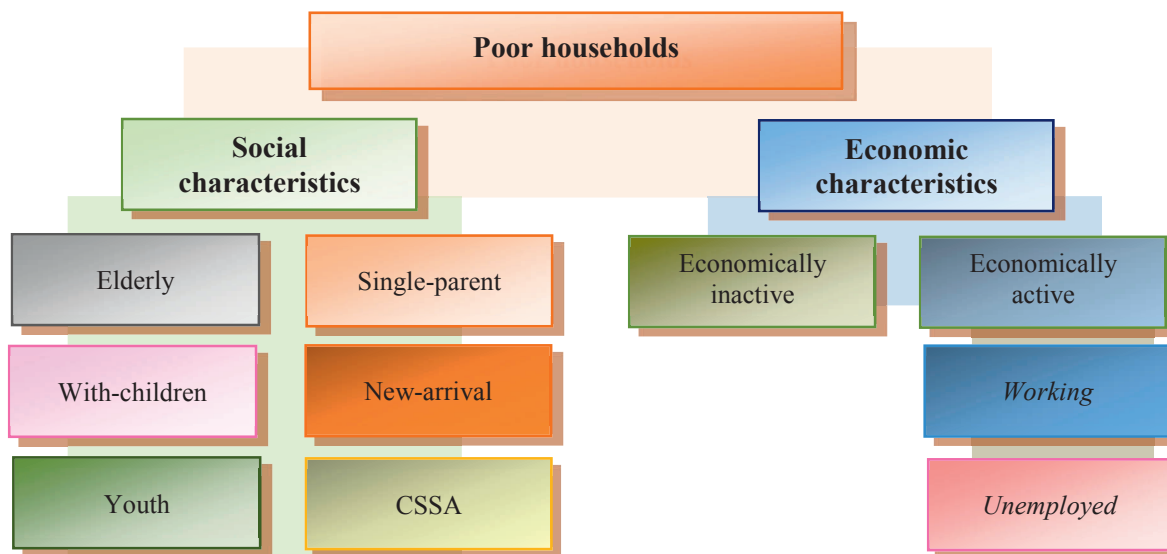 Poor households
Social
characteristics
Economic
characteristics
Elderly
Single-parent
Economically
inactive
Economically
active
With-children
New-arrival
Working
Youth
CSSA
Unemployed